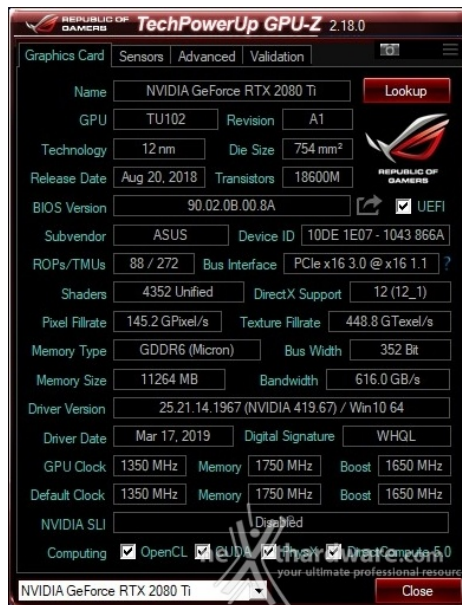 REPUBLIC OF GAMERS TechPowerUp GPU-Z 2.18.0
Graphics Card Sensors Advanced Validation
Name NVIDIA GeForce RTX 2080 Ti Lookup
GPU TU102 Revision A1
Technology 12 nm Die Size 754 mm²
REPUBLIC OF GAMERS
Release Date Aug 20, 2018 Transistors 18600M
BIOS Version 90.02.0B.00.8A UEFI
Subvendor ASUS Device ID 10DE 1E07 - 1043 866A
ROPs/TMUs 88 / 272 Bus Interface PCIe x16 3.0 @ x16 1.1 ?
Shaders 4352 Unified DirectX Support 12 (12_1)
Pixel Fillrate 145.2 GPixel/s Texture Fillrate 448.8 GTexel/s
Memory Type GDDR6 (Micron) Bus Width 352 Bit
Memory Size 11264 MB Bandwidth 616.0 GB/s
Driver Version 25.21.14.1967 (NVIDIA 419.67) / Win10 64
Driver Date Mar 17, 2019 Digital Signature WHQL
GPU Clock 1350 MHz Memory 1750 MHz Boost 1650 MHz
Default Clock 1350 MHz Memory 1750 MHz Boost 1650 MHz
NVIDIA SLI Disabled
Computing OpenCL CUDA PhysX DirectCompute 5.0
your ultimate professional resourc
NVIDIA GeForce RTX 2080 Ti Close